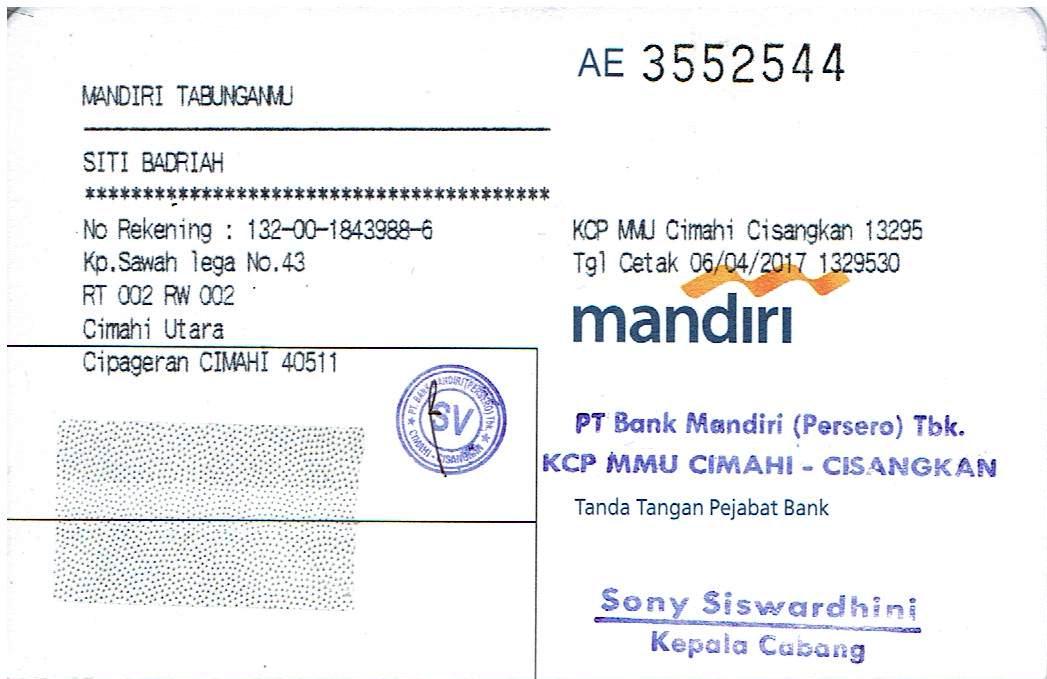 AE 3552544
MANDIRI TABUNGANMU
SITI BADRIAH
****************************************
No Rekening : 132-00-1843988-6
Kp.Sawah lega No.43
RT 002 RW 002
Cimahi Utara
Cipageran CIMAHI 40511
KCP MMU Cimahi Cisangkan 13295
Tgl Cetak 06/04/2017 1329530
mandiri
PT BANK MANDIRI (PERSERO) Tbk
SV
CIMAHI - CISANGKAN
PT Bank Mandiri (Persero) Tbk.
KCP MMU CIMAHI - CISANGKAN
Tanda Tangan Pejabat Bank
Sony Siswardhini
Kepala Cabang